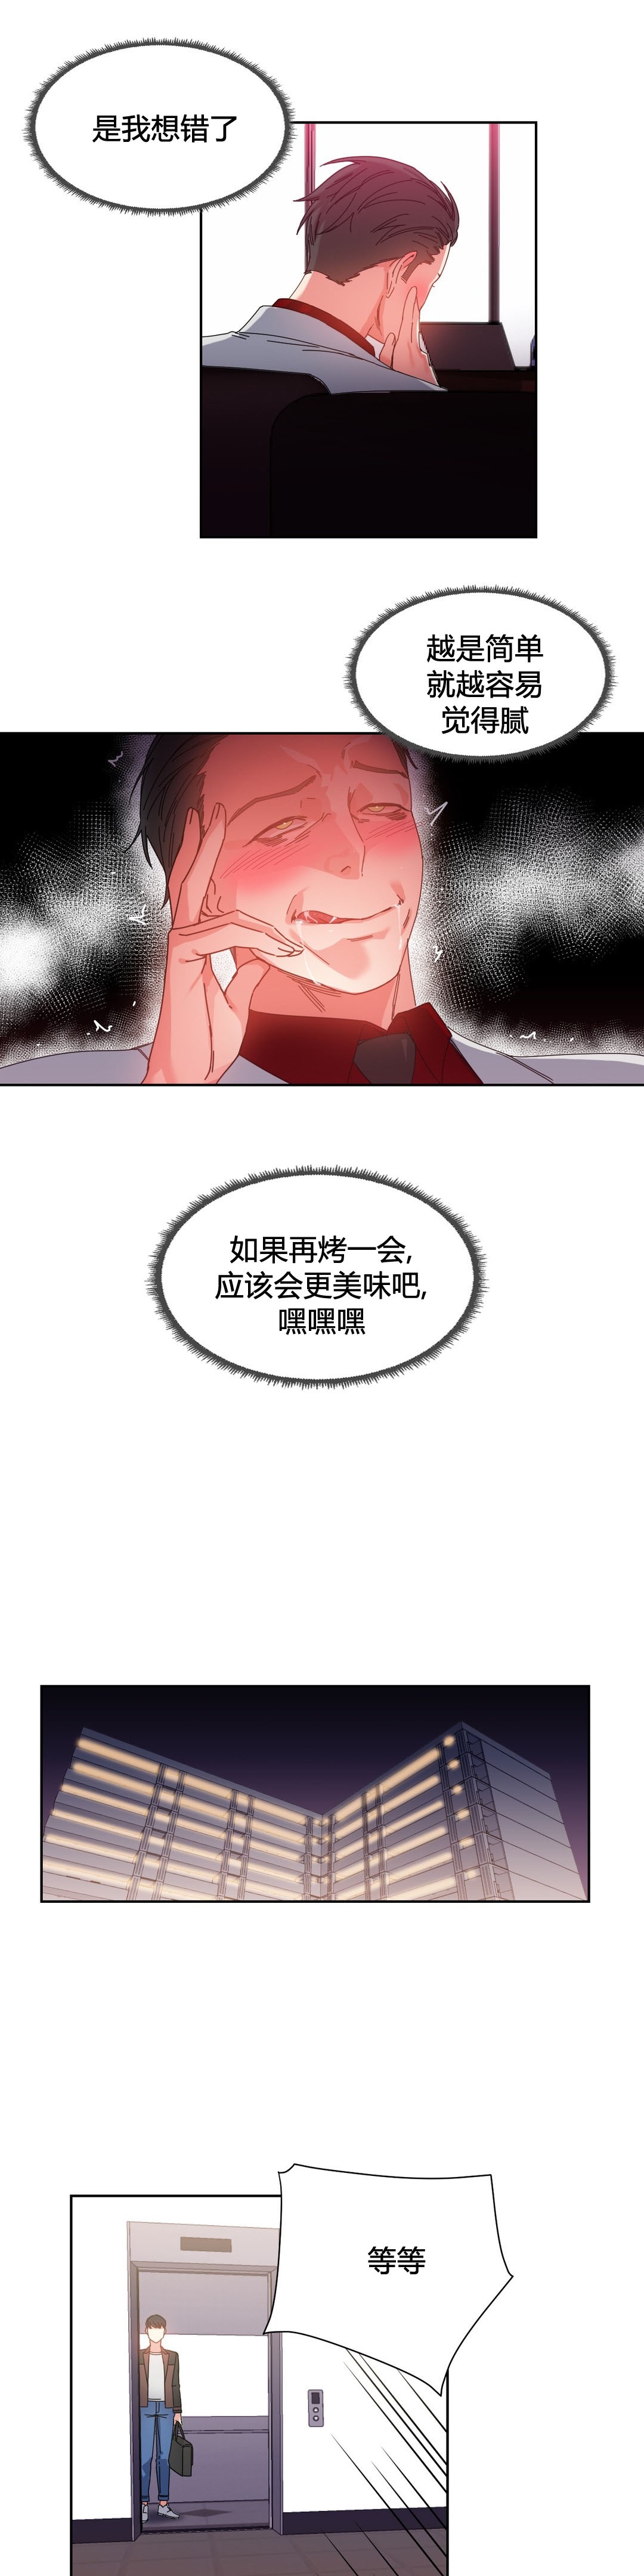 是我想错了
越是简单
就越容易
觉得腻
如果再烤一会,
应该会更美味吧,
嘿嘿嘿
等等